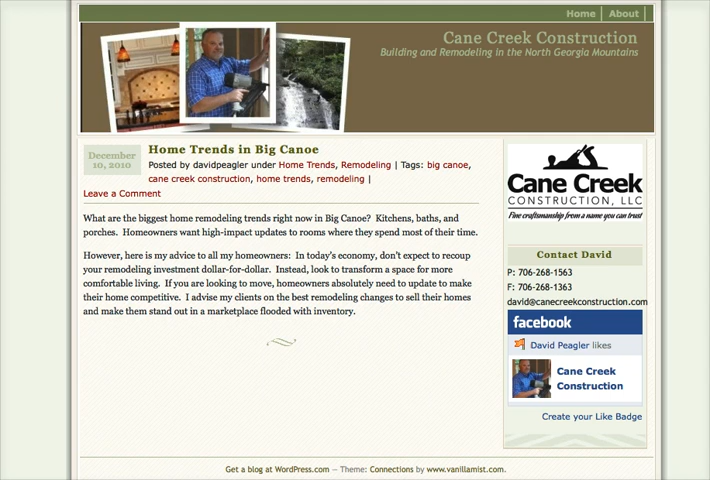 Home About
Cane Creek Construction
Building and Remodeling in the North Georgia Mountains
December
10, 2010
Home Trends in Big Canoe
Posted by davidpeagler under Home Trends, Remodeling | Tags: big canoe,
cane creek construction, home trends, remodeling |
Leave a Comment
What are the biggest home remodeling trends right now in Big Canoe? Kitchens, baths, and
porches. Homeowners want high-impact updates to rooms where they spend most of their time.
However, here is my advice to all my homeowners: In today's economy, don't expect to recoup
your remodeling investment dollar-for-dollar. Instead, look to transform a space for more
comfortable living. If you are looking to move, homeowners absolutely need to update to make
their home competitive. I advise my clients on the best remodeling changes to sell their homes
and make them stand out in a marketplace flooded with inventory.
Cane Creek
CONSTRUCTION, LLC
Fine craftsmanship from a name you can trust
Contact David
P: 706-268-1563
F: 706-268-1363
david@canecreekconstruction.com
facebook
David Peagler likes
Cane Creek
Construction
Create your Like Badge
Get a blog at WordPress.com — Theme: Connections by www.vanillamist.com.